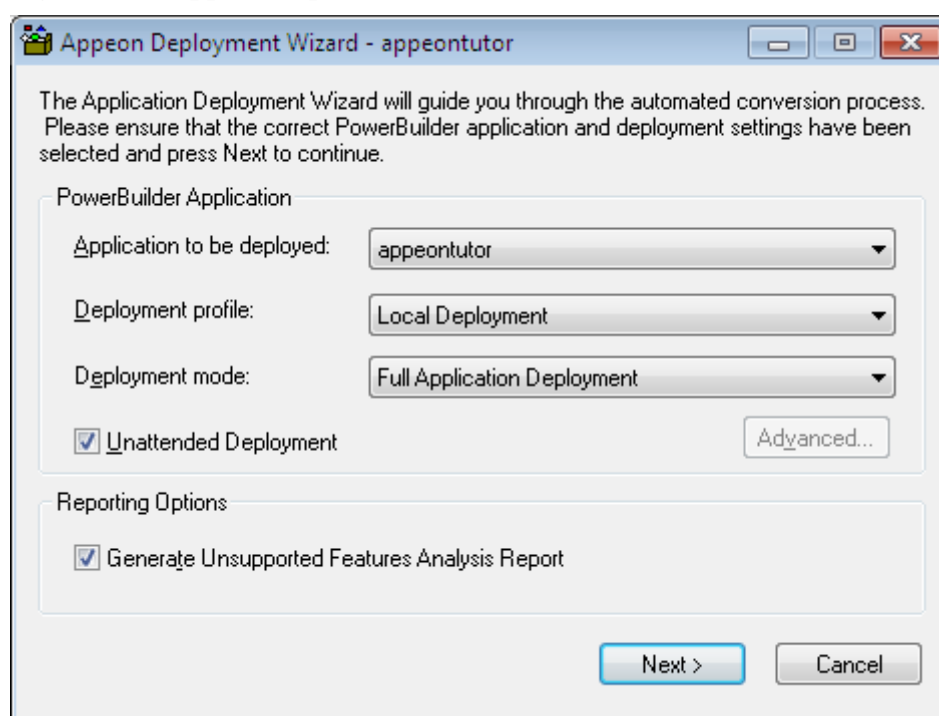 Appeon Deployment Wizard - appeontutor
The Application Deployment Wizard will guide you through the automated conversion process.
Please ensure that the correct PowerBuilder application and deployment settings have been
selected and press Next to continue.
PowerBuilder Application
Application to be deployed:
appeontutor
Deployment profile:
Local Deployment
Deployment mode:
Full Application Deployment
Unattended Deployment
Advanced...
Reporting Options
Generate Unsupported Features Analysis Report
Next >
Cancel